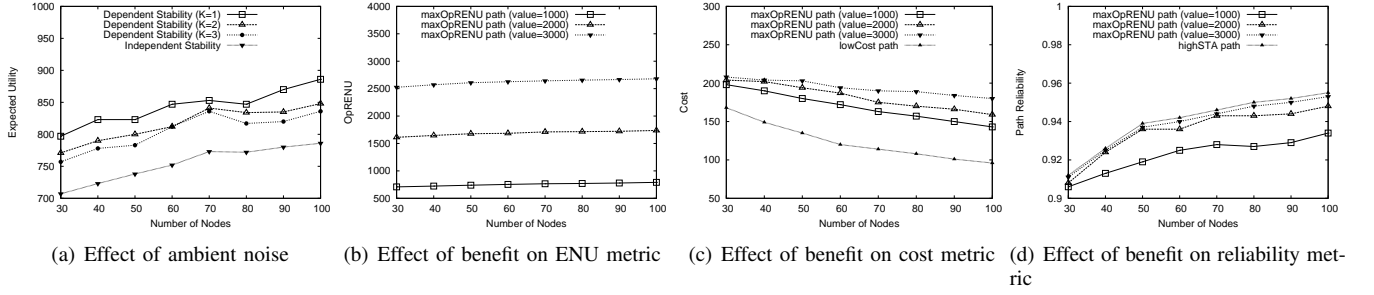 1000
950
900
850
800
750
700
Expected Utility
Dependent Stability (K=1)
Dependent Stability (K=2)
Dependent Stability (K=3)
Independent Stability
30 40 50 60 70 80 90 100
Number of Nodes
(a) Effect of ambient noise
4000
3500
3000
2500
2000
1500
1000
500
OpRENU
maxOpRENU path (value=1000)
maxOpRENU path (value=2000)
maxOpRENU path (value=3000)
30 40 50 60 70 80 90 100
Number of Nodes
(b) Effect of benefit on ENU metric
300
250
200
150
100
50
Cost
maxOpRENU path (value=1000)
maxOpRENU path (value=2000)
maxOpRENU path (value=3000)
lowCost path
30 40 50 60 70 80 90 100
Number of Nodes
(c) Effect of benefit on cost metric
1
0.98
0.96
0.94
0.92
0.9
Path Reliability
maxOpRENU path (value=1000)
maxOpRENU path (value=2000)
maxOpRENU path (value=3000)
highSTA path
30 40 50 60 70 80 90 100
Number of Nodes
(d) Effect of benefit on reliability met-
ric